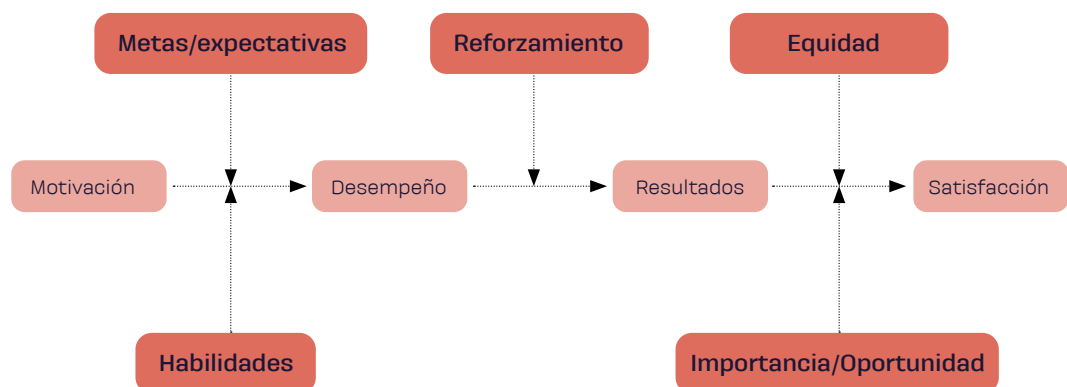 Metas/expectativas
Reforzamiento
Equidad
Motivación
Desempeño
Resultados
Satisfacción
Habilidades
Importancia/Oportunidad